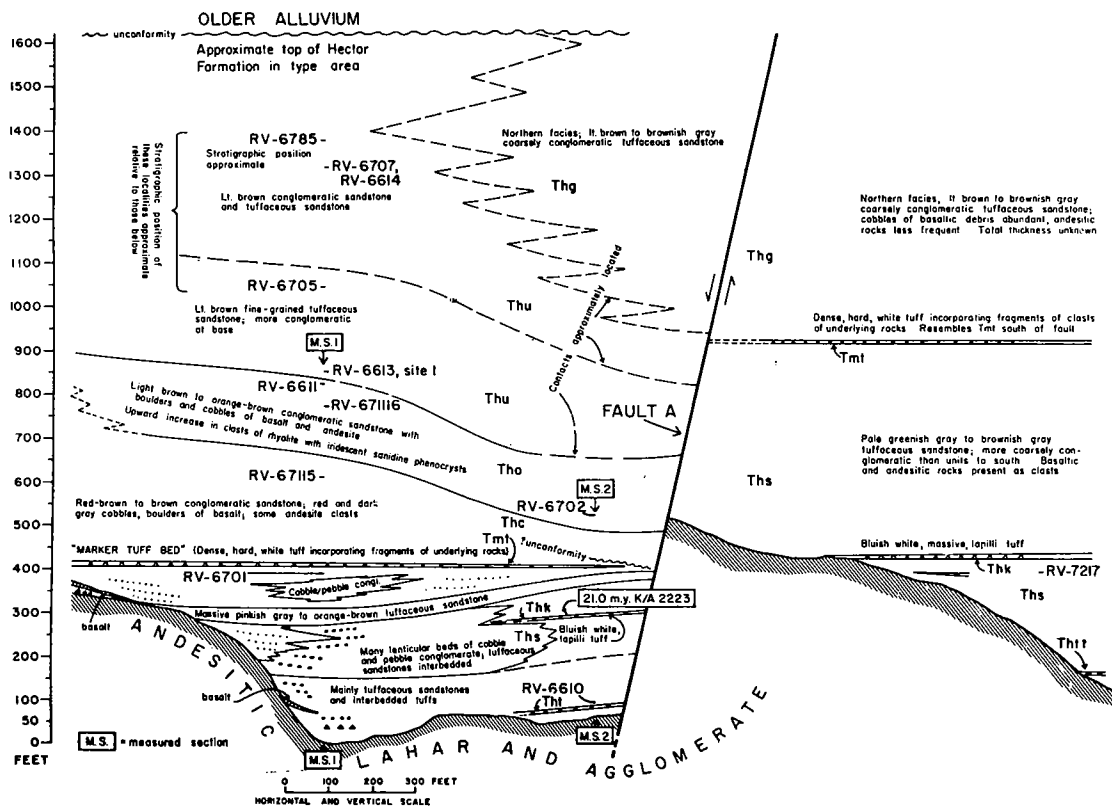 OLDER ALLUVIUM
unconformity
Approximate top of Hector
Formation in type area
1600
1500
1400
1300
1200
1100
1000
900
800
700
600
500
400
300
200
100
50
0
FEET
Stratigraphic position of
these localities approximate
relative to those
below
RV-6785-
Stratigraphic position
approximate
-RV-6707,
RV-6614
Lt. brown conglomeratic sandstone
and tuffaceous sandstone
Northern facies; lt. brown to brownish gray
coarsely conglomeratic tuffaceous sandstone
Thg
RV-6705-
Lt. brown fine-grained tuffaceous
sandstone; more conglomeratic
at base
Thu
Contacts approximately located
M.S.1
-RV-6613, site 1
RV-6611-
-RV-671116
Thu
Light brown to orange-brown conglomeratic sandstone with
boulders and cobbles of basalt and andesite
Upward increase in clasts of rhyolite with iridescent sanidine phenocrysts
FAULT A
Tho
RV-67115-
M.S.2
RV-6702
Red-brown to brown conglomeratic sandstone; red and dark
gray cobbles, boulders of basalt; some andesite clasts
Thc
Tmt
?unconformity
"MARKER TUFF BED" (Dense, hard, white tuff incorporating fragments of underlying rocks)
RV-6701
Cobble/pebble congl.
Massive pinkish gray to orange-brown tuffaceous sandstone
21.0 m.y. K/A 2223
Thk
Ths
Bluish white,
lapilli tuff
basalt
Many lenticular beds of cobble
and pebble conglomerate, tuffaceous
sandstones interbedded
RV-6610
Tht
basalt
Mainly tuffaceous sandstones
and interbedded tuffs
M.S. = measured section
M.S.1
M.S.2
ANDESITIC LAHAR AND AGGLOMERATE
0 100 200 300 FEET
HORIZONTAL AND VERTICAL SCALE
Northern facies, lt brown to brownish gray
coarsely conglomeratic tuffaceous sandstone;
cobbles of basaltic debris abundant, andesitic
rocks less frequent Total thickness unknown
Thg
Dense, hard, white tuff incorporating fragments of clasts
of underlying rocks Resembles Tmt south of fault
Tmt
Pale greenish gray to brownish gray
tuffaceous sandstone; more coarsely con-
glomeratic than units to south Basaltic
and andesitic rocks present as clasts
Ths
Bluish white, massive, lapilli tuff
Thk
-RV-7217
Ths
Thtt